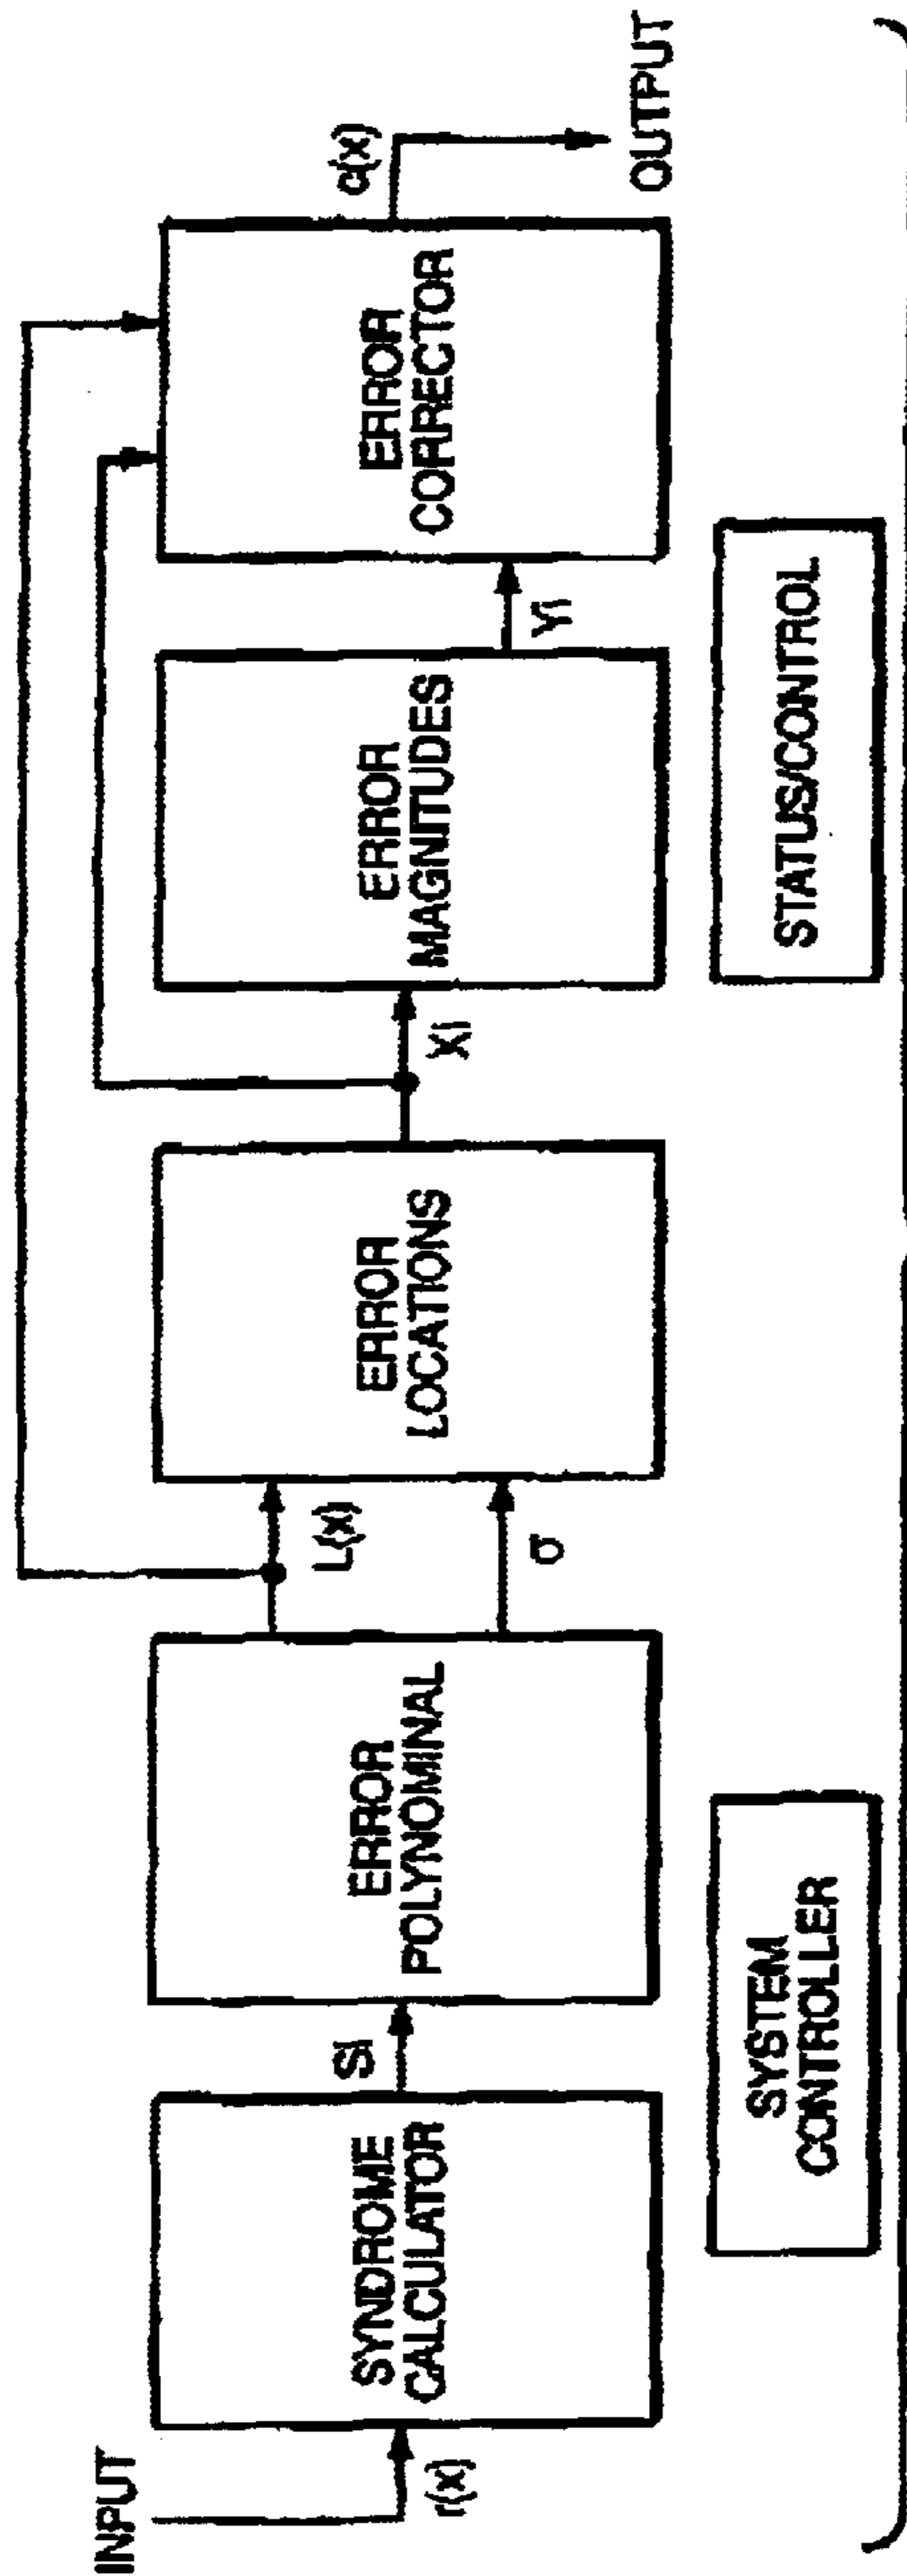 INPUT
r(x)
SYNDROME
CALCULATOR
Si
ERROR
POLYNOMINAL
L(x)
σ
ERROR
LOCATIONS
Xi
ERROR
MAGNITUDES
Yi
ERROR
CORRECTOR
c(x)
OUTPUT
SYSTEM
CONTROLLER
STATUS/CONTROL